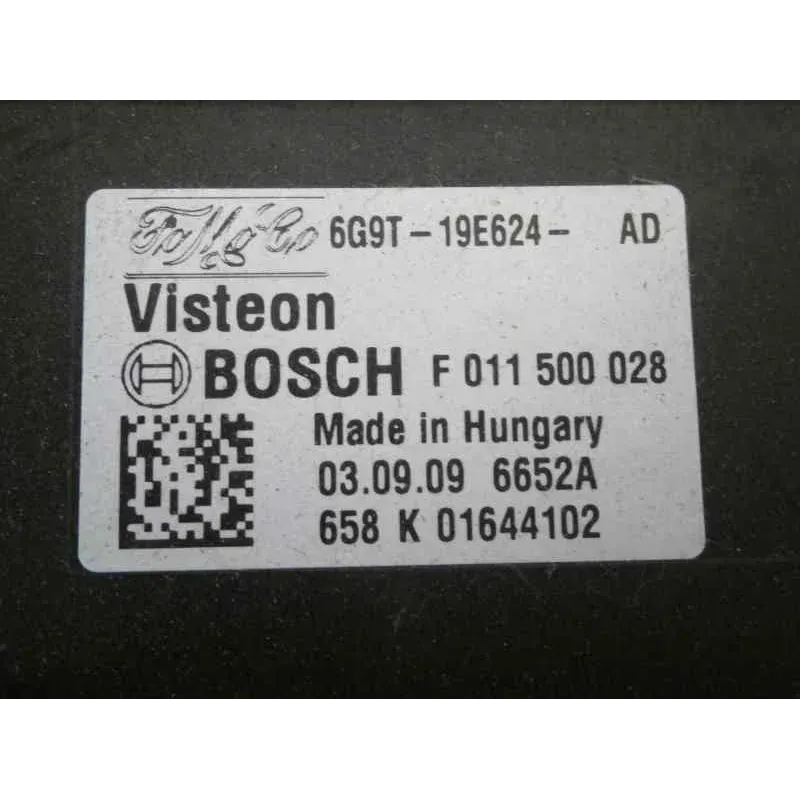 FoMoCo 6G9T - 19E624 - AD
Visteon
BOSCH F 011 500 028
Made in Hungary
03.09.09 6652A
658 K 01644102